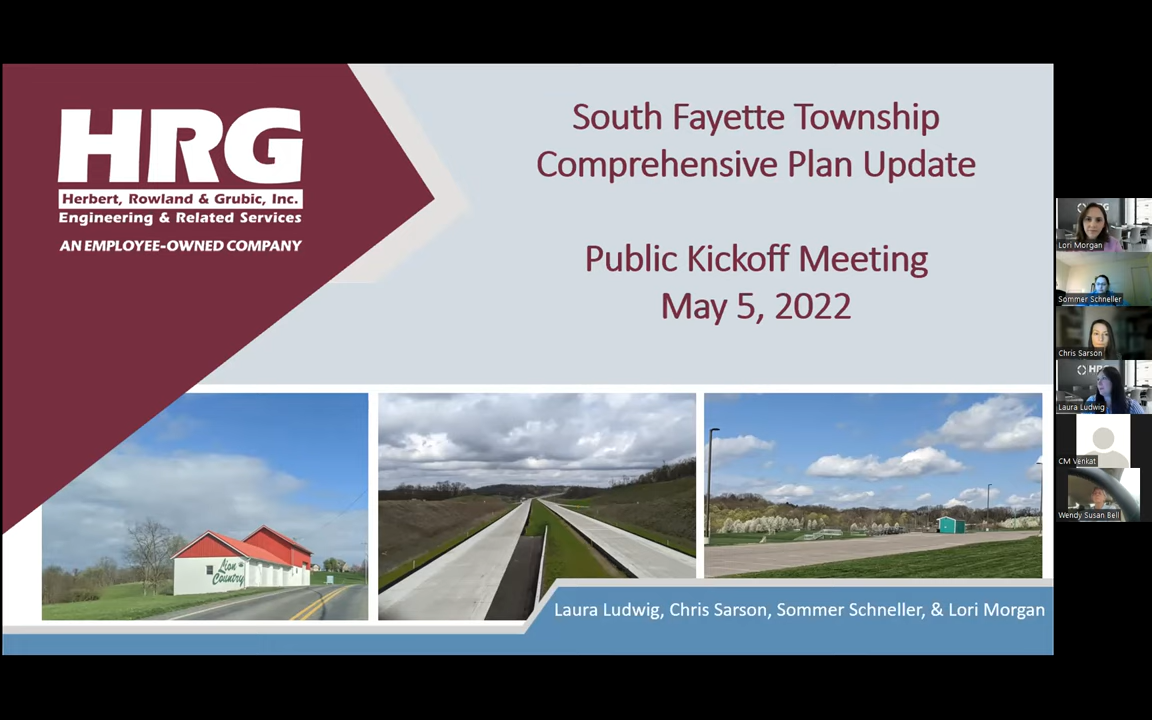 HRG
Herbert, Rowland & Grubic, Inc.
Engineering & Related Services
AN EMPLOYEE-OWNED COMPANY
South Fayette Township
Comprehensive Plan Update
Public Kickoff Meeting
May 5, 2022
Lion
Country
Laura Ludwig, Chris Sarson, Sommer Schneller, & Lori Morgan
Lori Morgan
Sommer Schneller
Chris Sarson
Laura Ludwig
CM Venkat
Wendy Susan Bell